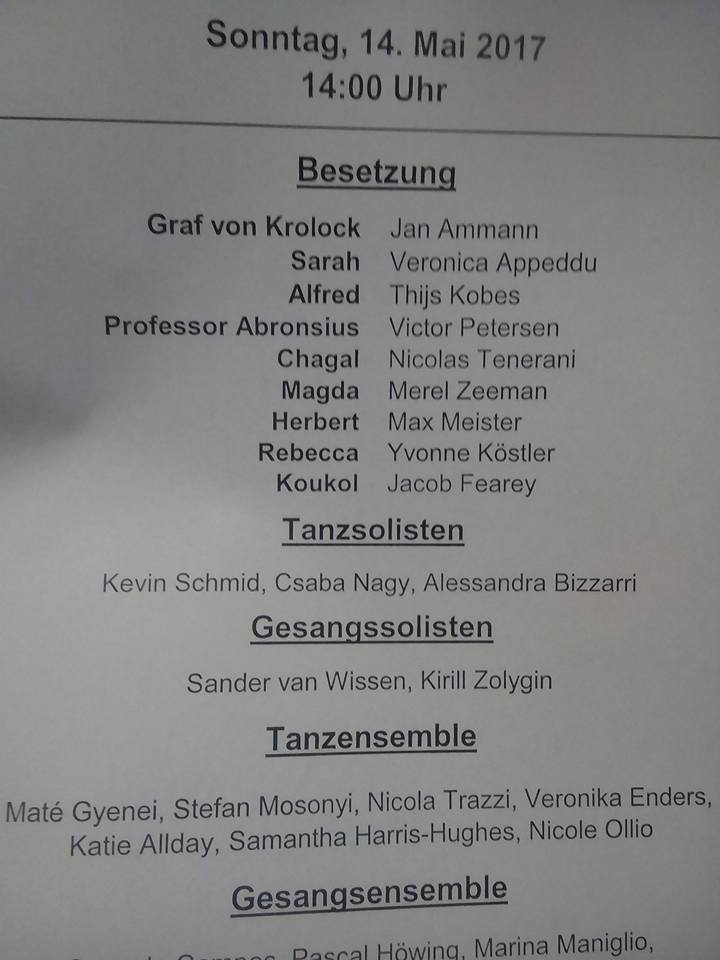 Sonntag, 14. Mai 2017
14:00 Uhr
Besetzung
Graf von Krolock Jan Ammann
Sarah Veronica Appeddu
Alfred Thijs Kobes
Professor Abronsius Victor Petersen
Chagal Nicolas Tenerani
Magda Merel Zeeman
Herbert Max Meister
Rebecca Yvonne Köstler
Koukol Jacob Fearey
Tanzsolisten
Kevin Schmid, Csaba Nagy, Alessandra Bizzarri
Gesangssolisten
Sander van Wissen, Kirill Zolygin
Tanzensemble
Maté Gyenei, Stefan Mosonyi, Nicola Trazzi, Veronika Enders,
Katie Allday, Samantha Harris-Hughes, Nicole Ollio
Gesangsensemble
Pascal Höwing, Marina Maniglio,